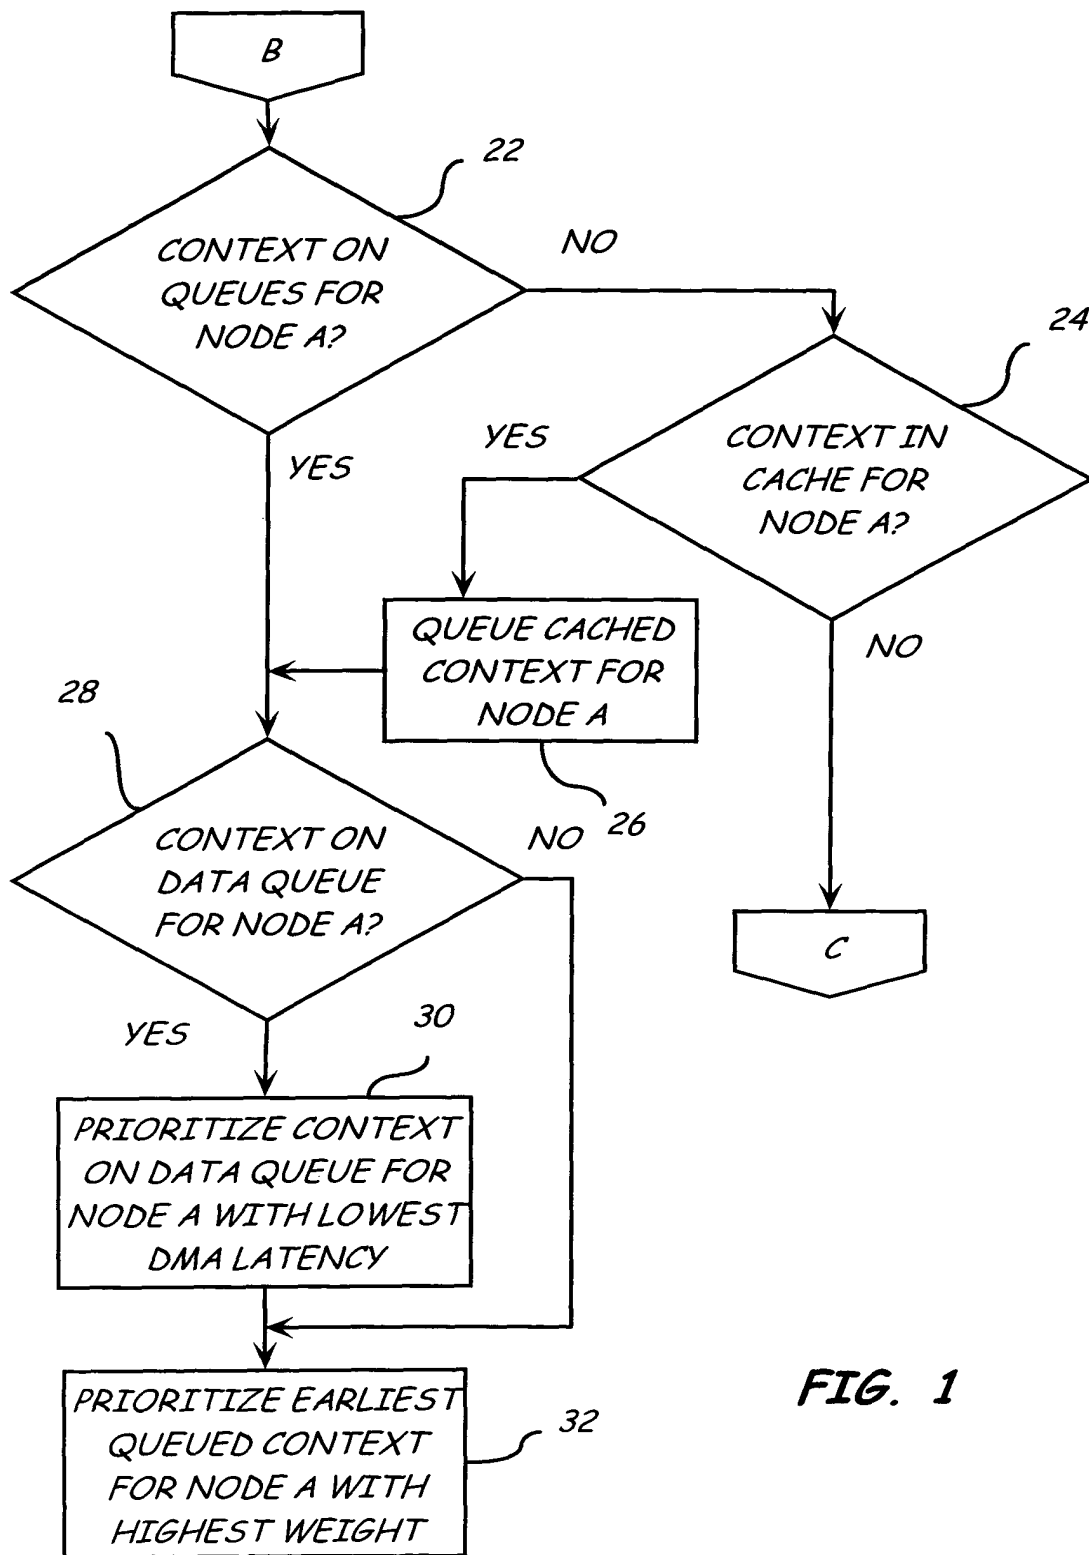 B
22
CONTEXT ON
QUEUES FOR
NODE A?
NO
24
CONTEXT IN
CACHE FOR
NODE A?
YES
YES
QUEUE CACHED
CONTEXT FOR
NODE A
NO
28
26
CONTEXT ON
DATA QUEUE
FOR NODE A?
NO
C
YES
30
PRIORITIZE CONTEXT
ON DATA QUEUE FOR
NODE A WITH LOWEST
DMA LATENCY
PRIORITIZE EARLIEST
QUEUED CONTEXT
FOR NODE A WITH
HIGHEST WEIGHT
32
FIG. 1